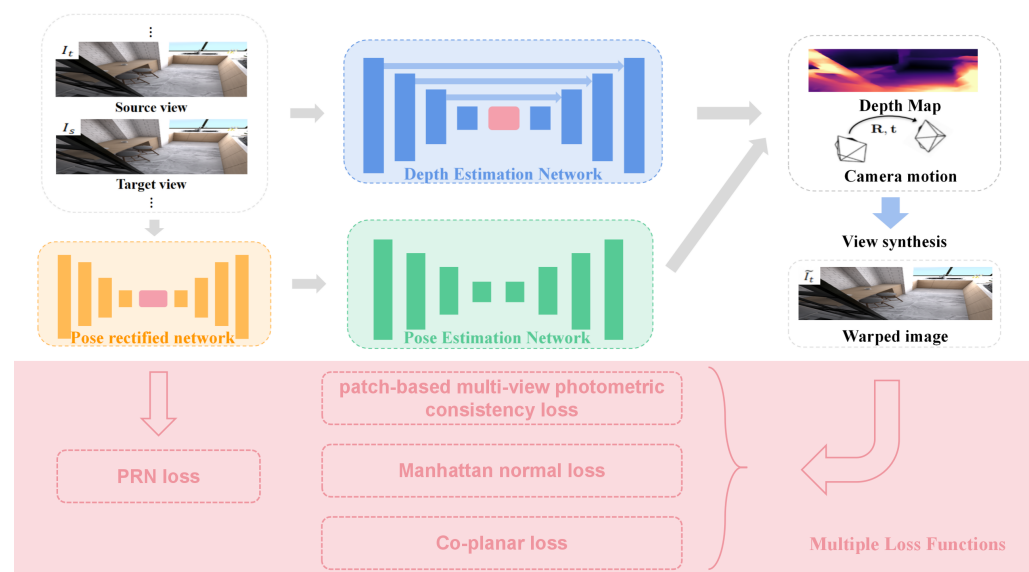 ⋮
I_t
Source view
I_s
Target view
⋮
Depth Estimation Network
Depth Map
R, t
Camera motion
View synthesis
Ĩ_t
Warped image
Pose rectified network
Pose Estimation Network
PRN loss
patch-based multi-view photometric
consistency loss
Manhattan normal loss
Co-planar loss
Multiple Loss Functions